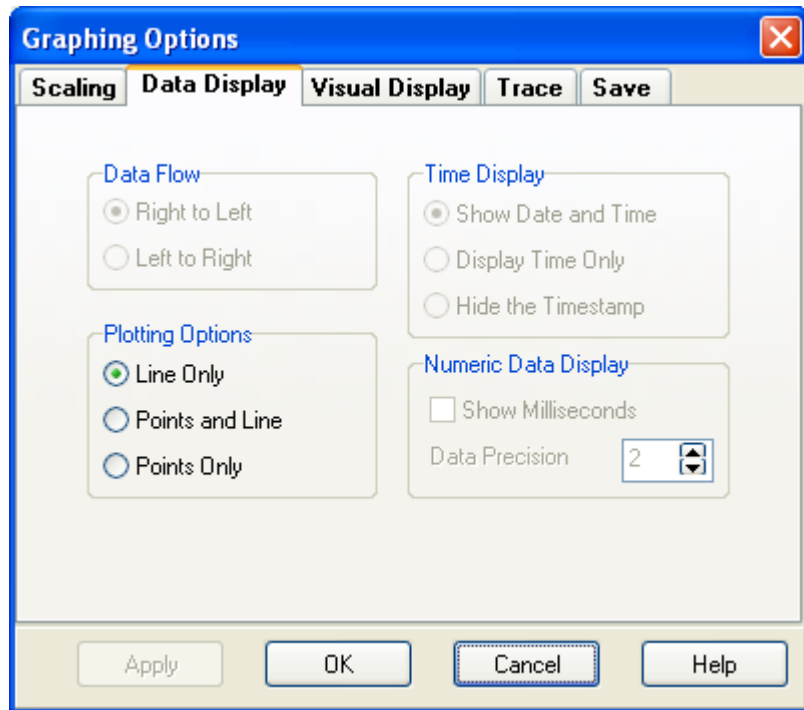 Graphing Options
Scaling Data Display Visual Display Trace Save
Data Flow
Right to Left
Left to Right
Plotting Options
Line Only
Points and Line
Points Only
Time Display
Show Date and Time
Display Time Only
Hide the Timestamp
Numeric Data Display
Show Milliseconds
Data Precision 2
Apply OK Cancel Help